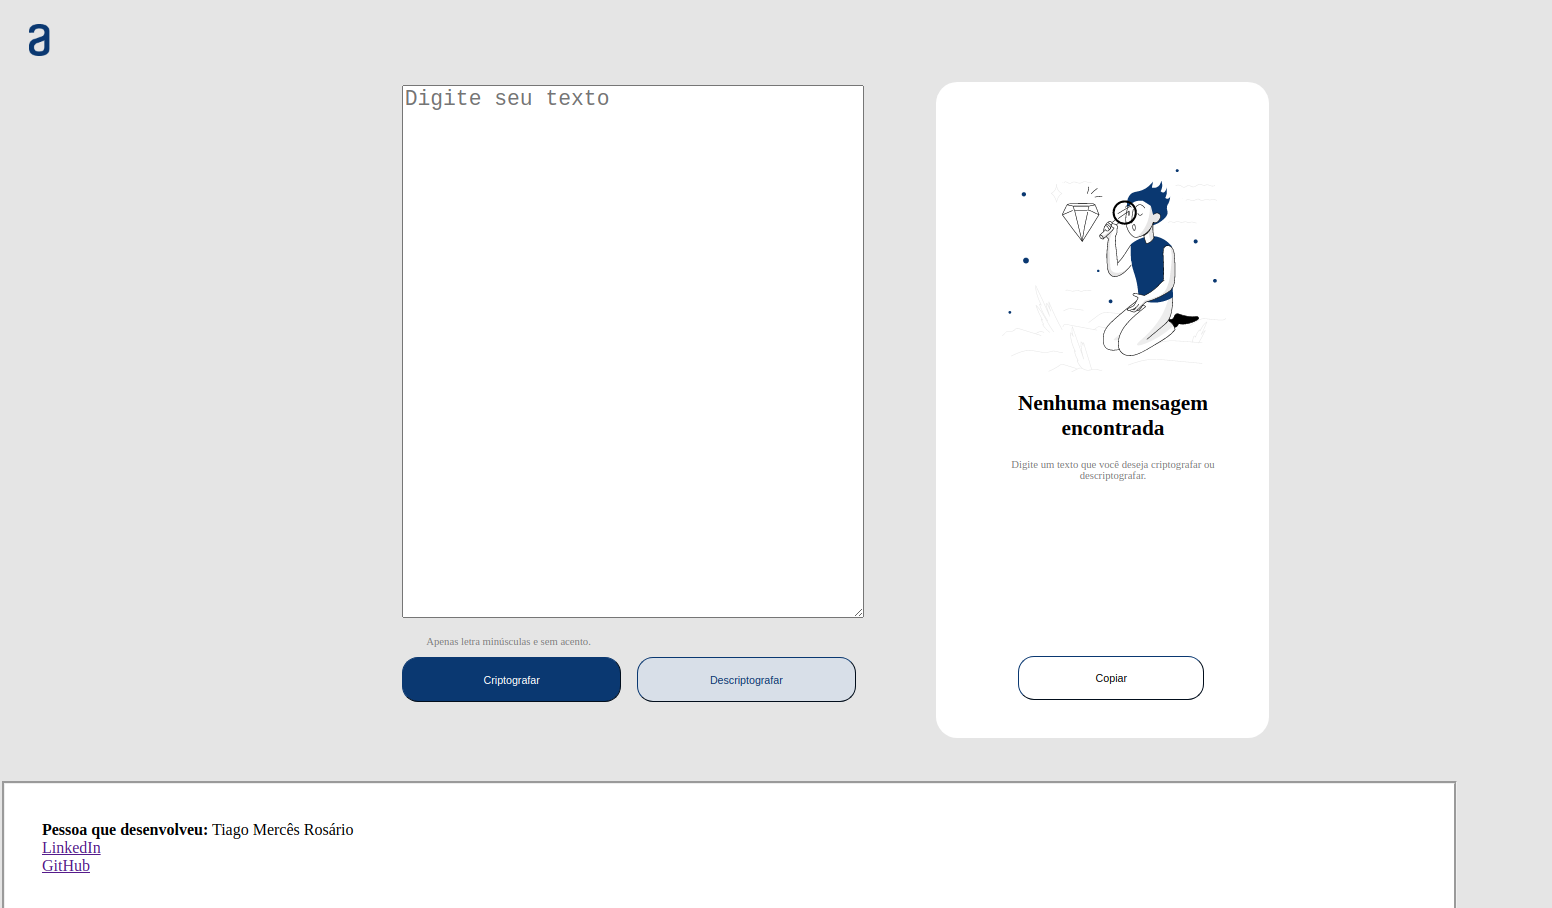 a
Digite seu texto
Nenhuma mensagem
encontrada
Digite um texto que você deseja criptografar ou
descriptografar.
Apenas letra minúsculas e sem acento.
Criptografar
Descriptografar
Copiar
Pessoa que desenvolveu: Tiago Mercês Rosário
LinkedIn
GitHub